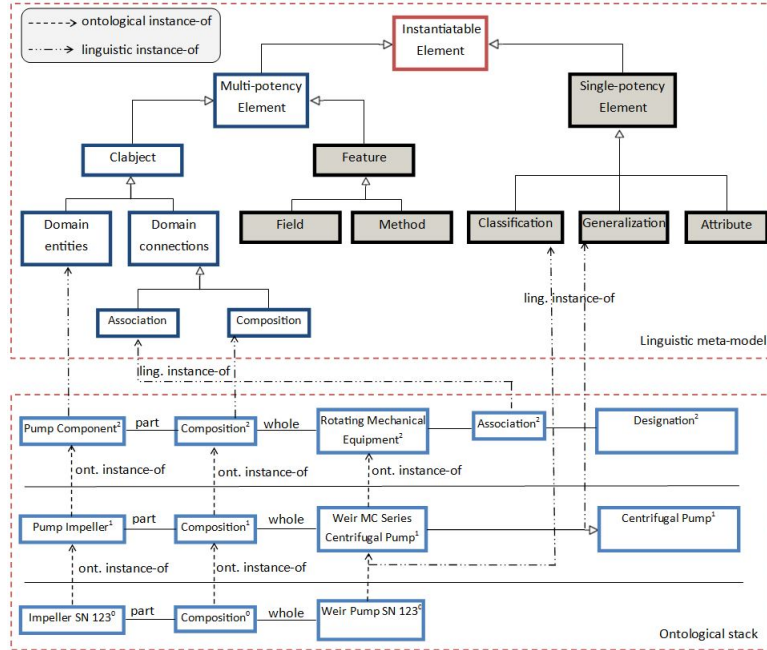 ontological instance-of
linguistic instance-of
Instantiatable
Element
Multi-potency
Element
Single-potency
Element
Clabject
Feature
Domain
entities
Domain
connections
Field
Method
Classification
Generalization
Attribute
Association
Composition
ling. instance-of
Linguistic meta-model
ling. instance-of
Pump Component²
part
Composition²
whole
Rotating Mechanical
Equipment²
Association²
Designation²
ont. instance-of
ont. instance-of
ont. instance-of
Pump Impeller¹
part
Composition¹
whole
Weir MC Series
Centrifugal Pump¹
Centrifugal Pump¹
ont. instance-of
ont. instance-of
Impeller SN 123⁰
part
Composition⁰
whole
Weir Pump SN 123⁰
Ontological stack